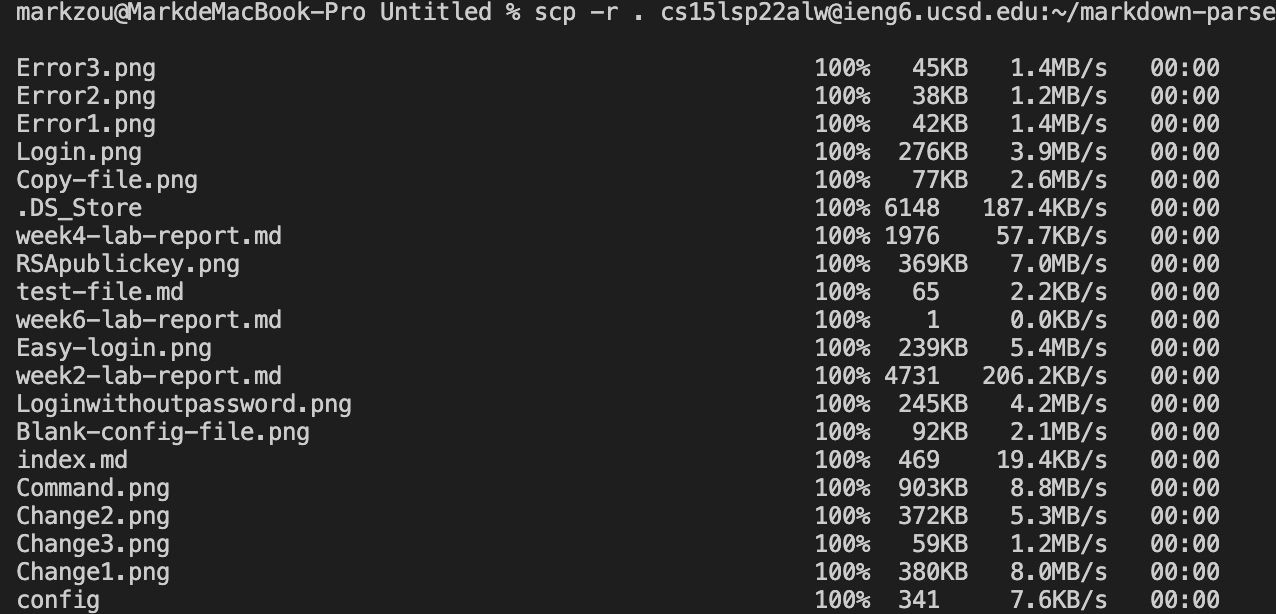 markzou@MarkdeMacBook-Pro Untitled % scp -r . cs15lsp22alw@ieng6.ucsd.edu:~/markdown-parse
Error3.png 100% 45KB 1.4MB/s 00:00
Error2.png 100% 38KB 1.2MB/s 00:00
Error1.png 100% 42KB 1.4MB/s 00:00
Login.png 100% 276KB 3.9MB/s 00:00
Copy-file.png 100% 77KB 2.6MB/s 00:00
.DS_Store 100% 6148 187.4KB/s 00:00
week4-lab-report.md 100% 1976 57.7KB/s 00:00
RSApublickey.png 100% 369KB 7.0MB/s 00:00
test-file.md 100% 65 2.2KB/s 00:00
week6-lab-report.md 100% 1 0.0KB/s 00:00
Easy-login.png 100% 239KB 5.4MB/s 00:00
week2-lab-report.md 100% 4731 206.2KB/s 00:00
Loginwithoutpassword.png 100% 245KB 4.2MB/s 00:00
Blank-config-file.png 100% 92KB 2.1MB/s 00:00
index.md 100% 469 19.4KB/s 00:00
Command.png 100% 903KB 8.8MB/s 00:00
Change2.png 100% 372KB 5.3MB/s 00:00
Change3.png 100% 59KB 1.2MB/s 00:00
Change1.png 100% 380KB 8.0MB/s 00:00
config 100% 341 7.6KB/s 00:00